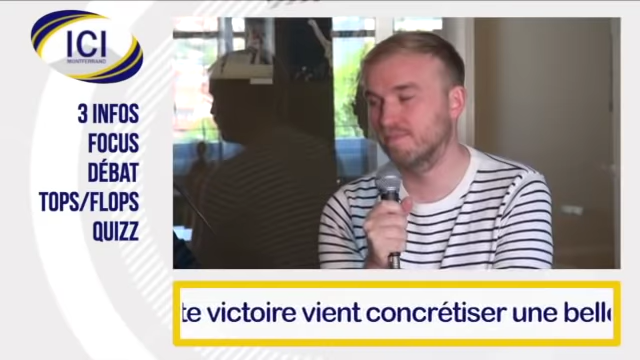 ICI
MONTFERRAND
3 INFOS
FOCUS
DÉBAT
TOPS/FLOPS
QUIZZ
te victoire vient concrétiser une belle